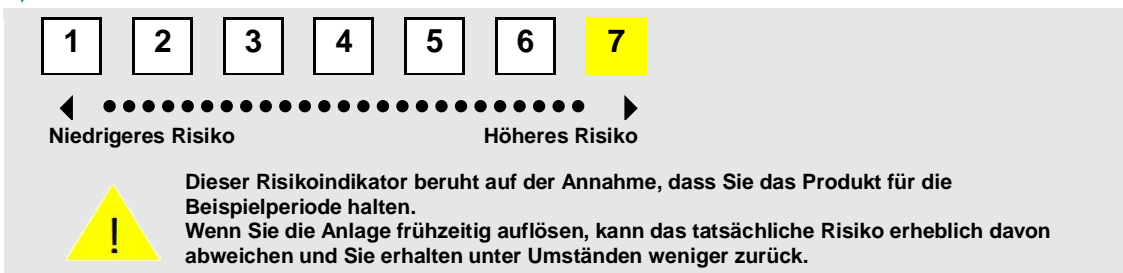 1 2 3 4 5 6 7
Niedrigeres Risiko Höheres Risiko
Dieser Risikoindikator beruht auf der Annahme, dass Sie das Produkt für die
Beispielperiode halten.
! Wenn Sie die Anlage frühzeitig auflösen, kann das tatsächliche Risiko erheblich davon
abweichen und Sie erhalten unter Umständen weniger zurück.